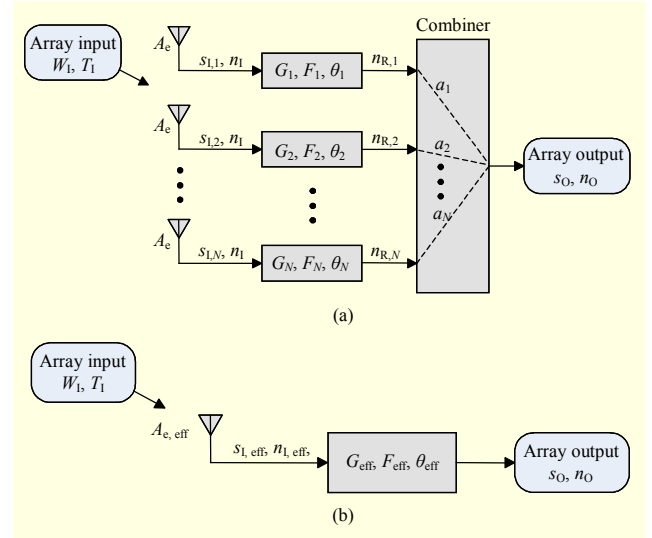 Combiner
Array input
W_I, T_I
A_e
s_I,1, n_I
G_1, F_1, θ_1
n_R,1
a_1
A_e
s_I,2, n_I
G_2, F_2, θ_2
n_R,2
a_2
Array output
s_O, n_O
A_e
s_I,N, n_I
G_N, F_N, θ_N
n_R,N
a_N
(a)
Array input
W_I, T_I
A_e, eff
s_I, eff, n_I, eff,
G_eff, F_eff, θ_eff
Array output
s_O, n_O
(b)